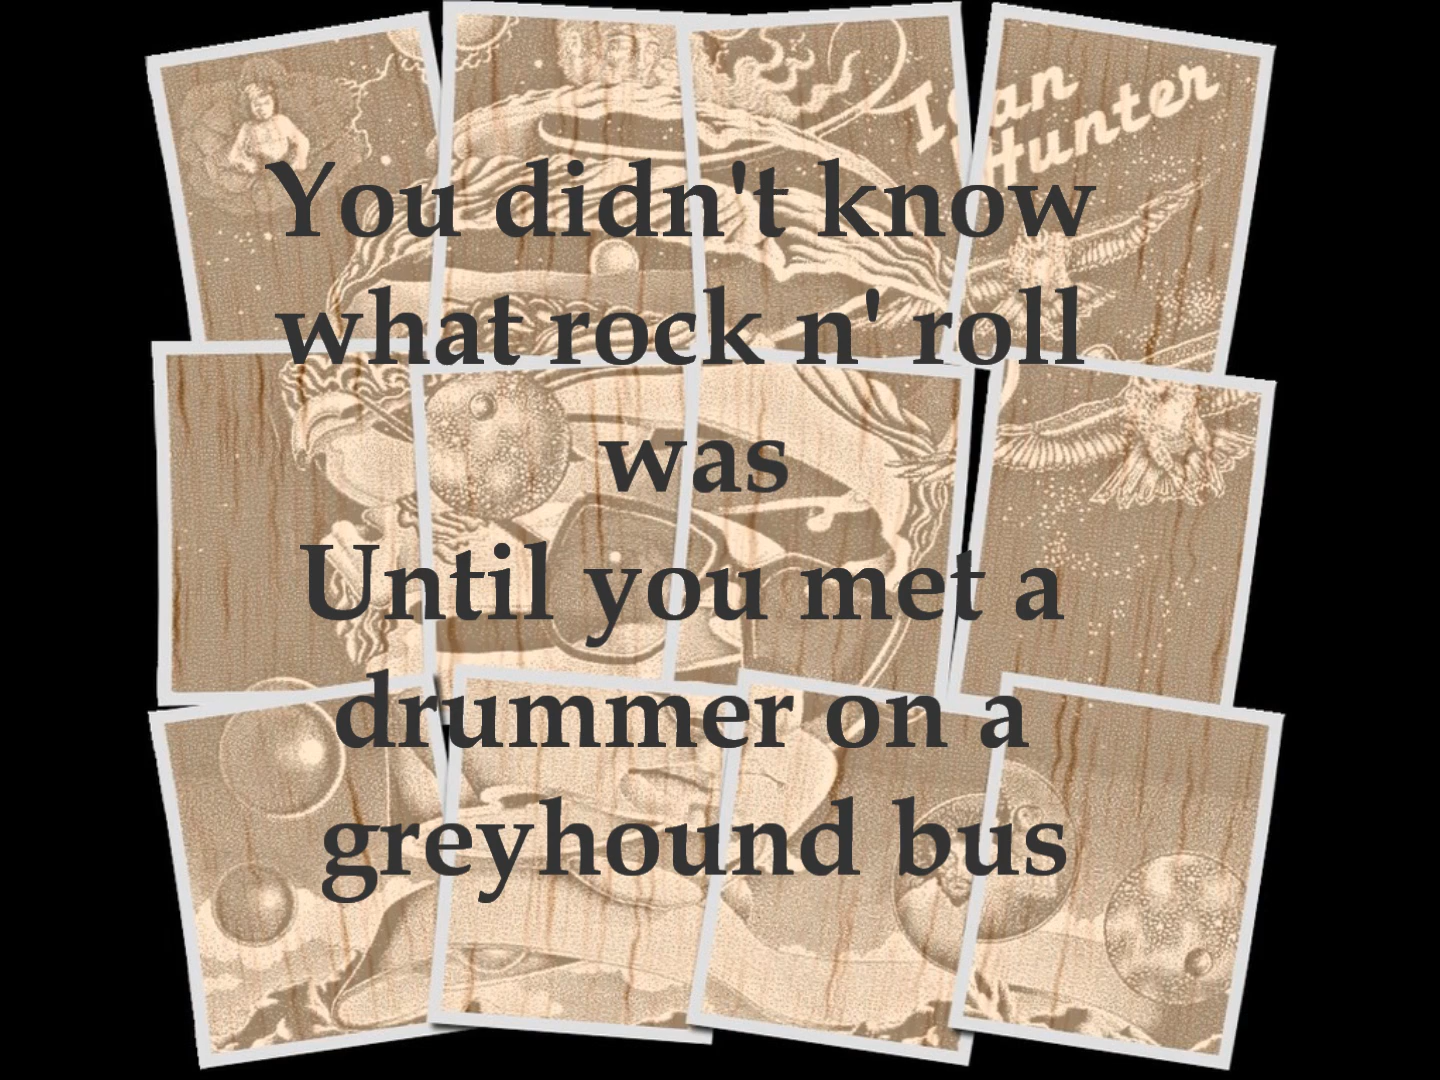 Ian
Hunter
You didn't know
what rock n' roll
was
Until you met a
drummer on a
greyhound bus